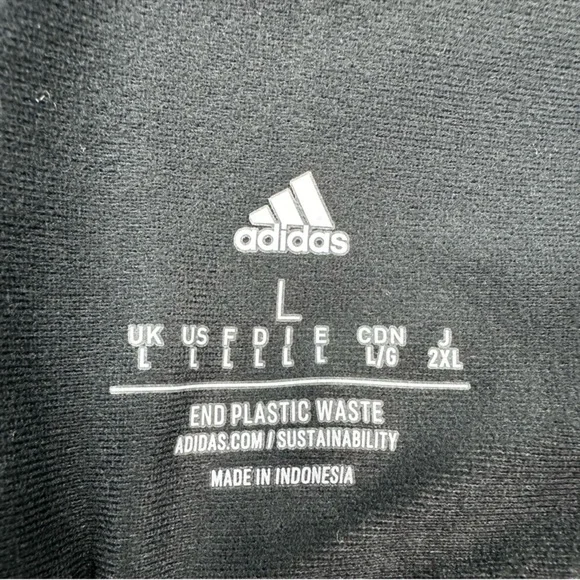 adidas
L
UK US F D I E CDN J
L L L L L L L/G 2XL
END PLASTIC WASTE
ADIDAS.COM / SUSTAINABILITY
MADE IN INDONESIA